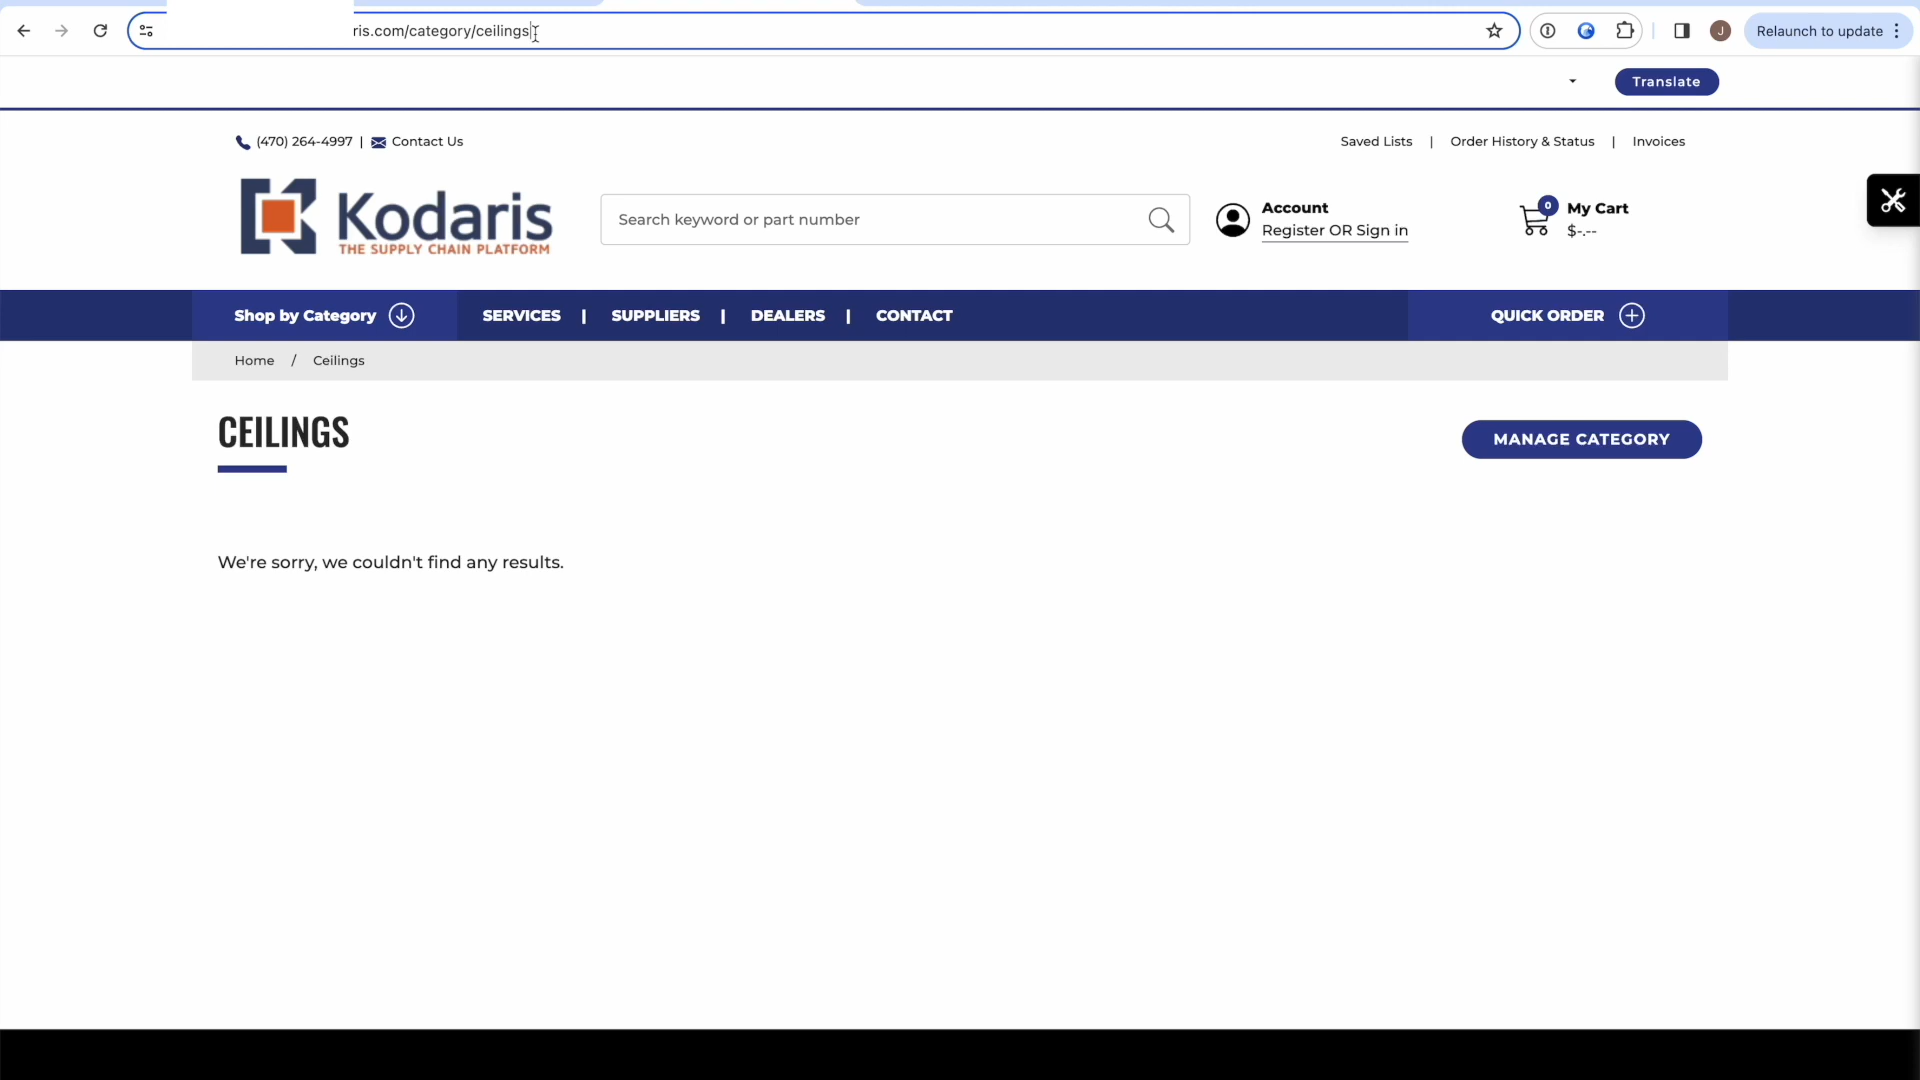 ris.com/category/ceilings
J
Relaunch to update
Translate
(470) 264-4997 | Contact Us
Saved Lists | Order History & Status | Invoices
Kodaris
THE SUPPLY CHAIN PLATFORM
Search keyword or part number
Account
Register OR Sign in
0
My Cart
$-.--
Shop by Category
SERVICES | SUPPLIERS | DEALERS | CONTACT
QUICK ORDER
Home / Ceilings
CEILINGS
MANAGE CATEGORY
We're sorry, we couldn't find any results.